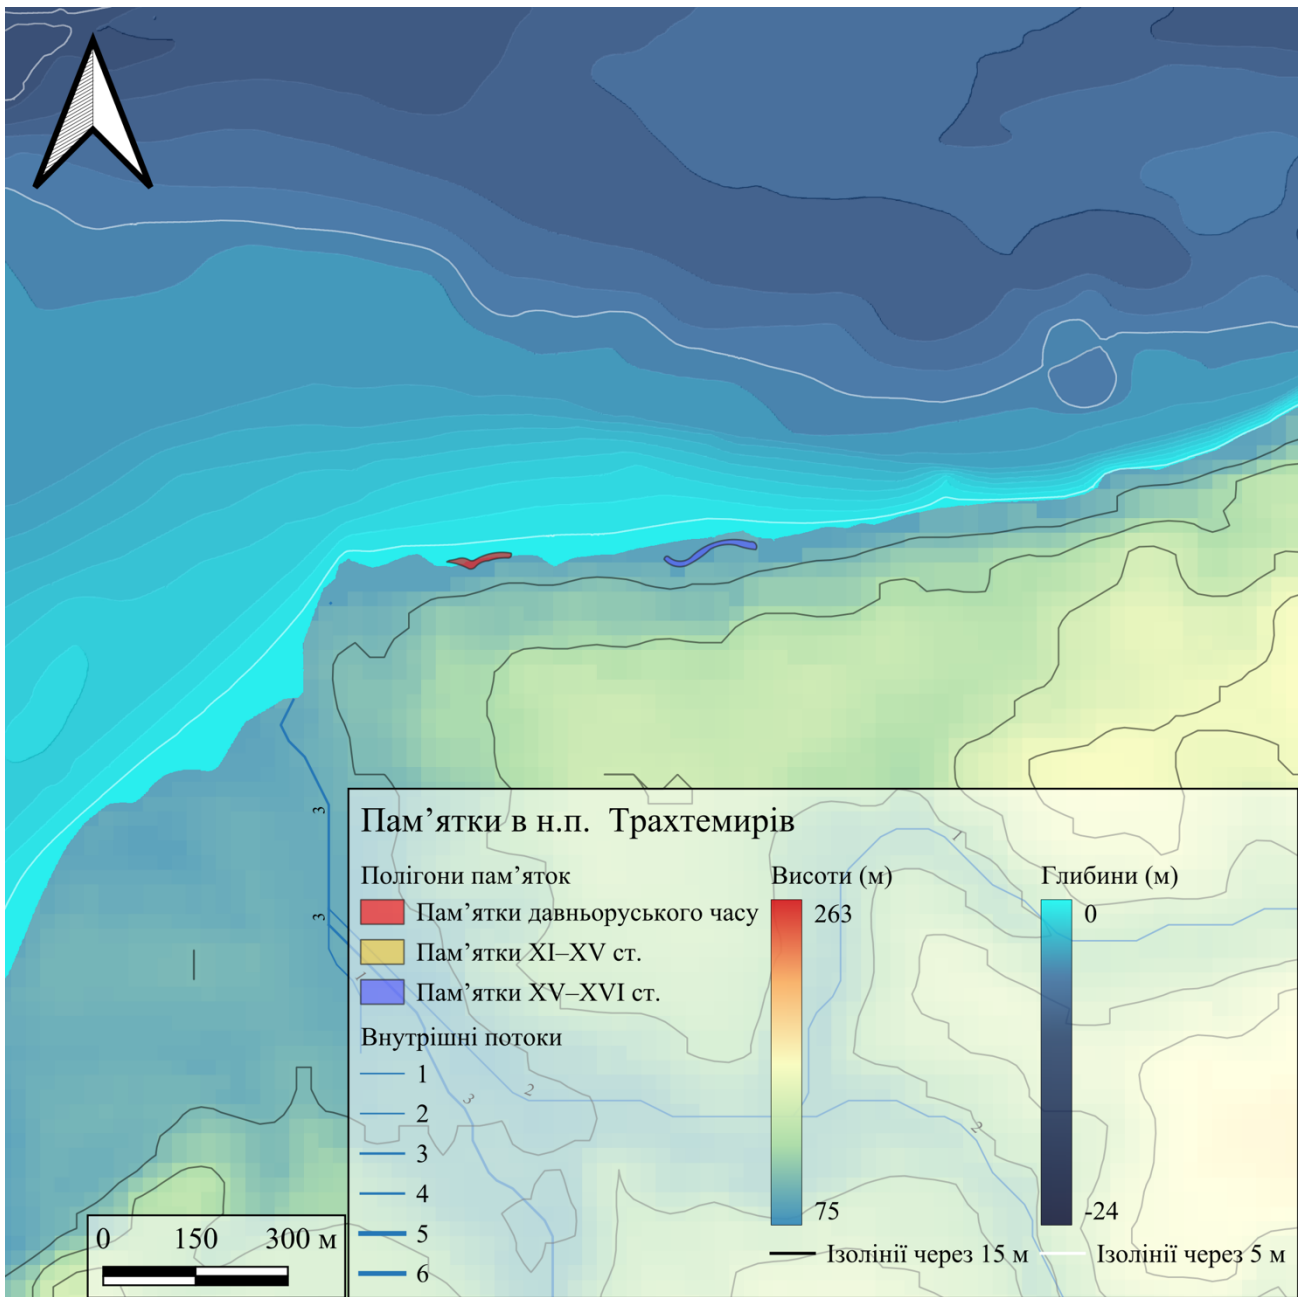 3
3
1
Пам’ятки в н.п. Трахтемирів
Полігони пам’яток
Пам’ятки давньоруського часу
Пам’ятки XI–XV ст.
Пам’ятки XV–XVI ст.
Внутрішні потоки
1
2
3
4
5
6
Висоти (м)
263
75
Ізолінії через 15 м
Глибини (м)
0
-24
Ізолінії через 5 м
1
2
3
2
0 150 300 м